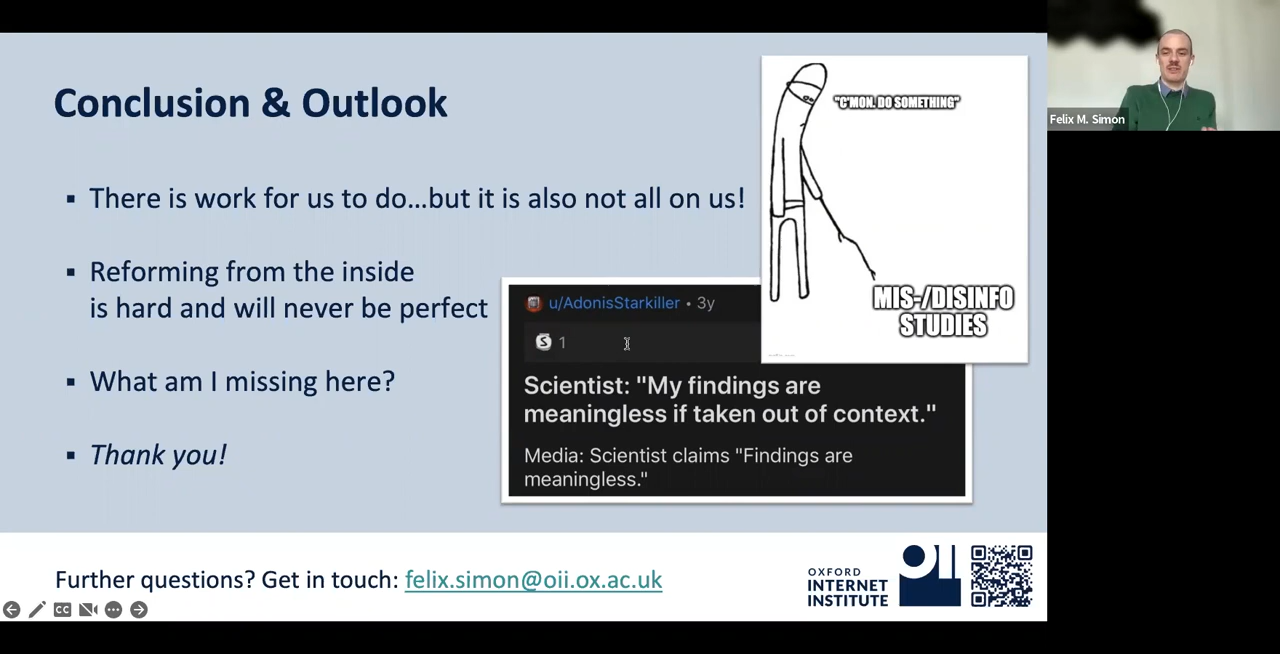 Conclusion & Outlook
There is work for us to do...but it is also not all on us!
Reforming from the inside
is hard and will never be perfect
What am I missing here?
Thank you!
"C'MON. DO SOMETHING"
MIS-/DISINFO
STUDIES
u/AdonisStarkiller • 3y
S 1
Scientist: "My findings are
meaningless if taken out of context."
Media: Scientist claims "Findings are
meaningless."
Further questions? Get in touch: felix.simon@oii.ox.ac.uk
OXFORD
INTERNET
INSTITUTE
oii
CC
Felix M. Simon